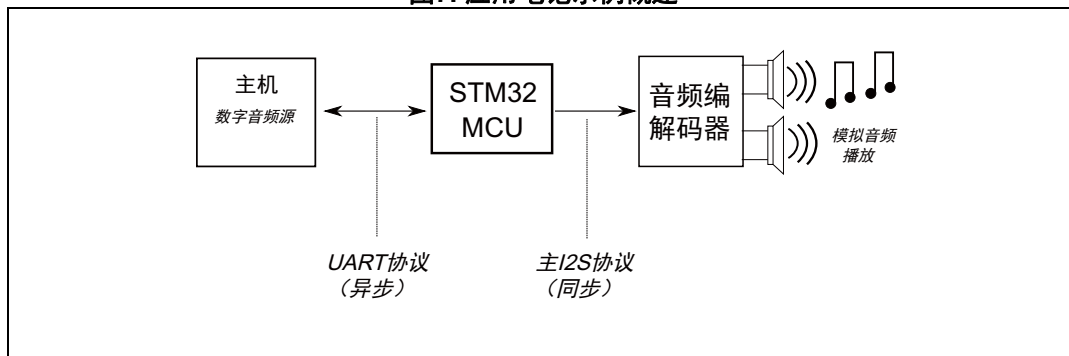 主机
数字音频源
STM32
MCU
音频编
解码器
模拟音频
播放
UART协议
（异步）
主I2S协议
（同步）